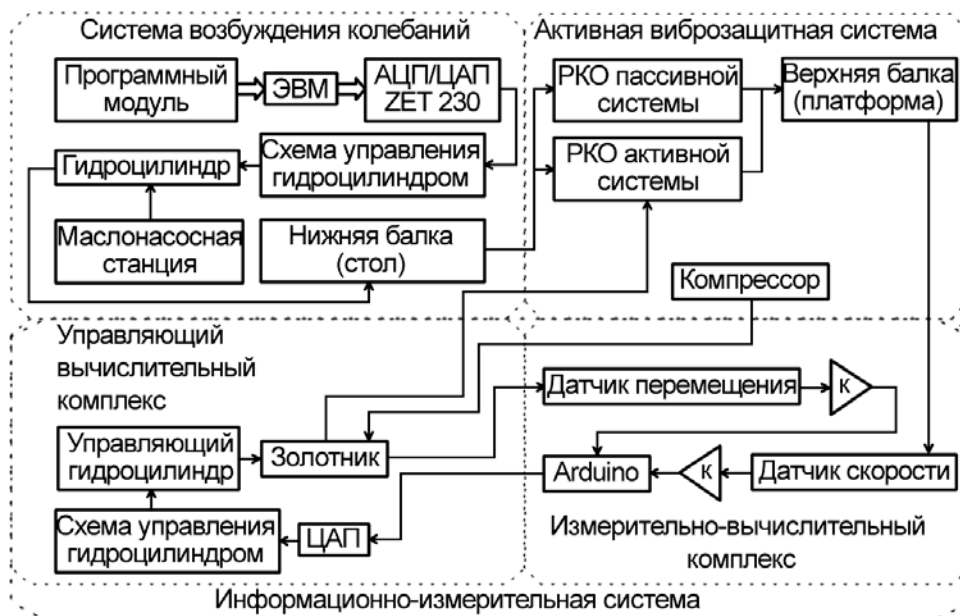 Система возбуждения колебаний
Программный
модуль
ЭВМ
АЦП/ЦАП
ZET 230
Гидроцилиндр
Схема управления
гидроцилиндром
Маслонасосная
станция
Нижняя балка
(стол)
Активная виброзащитная система
РКО пассивной
системы
Верхняя балка
(платформа)
РКО активной
системы
Компрессор
Управляющий
вычислительный
комплекс
Управляющий
гидроцилиндр
Золотник
Схема управления
гидроцилиндром
ЦАП
Датчик перемещения
к
Arduino
к
Датчик скорости
Измерительно-вычислительный
комплекс
Информационно-измерительная система